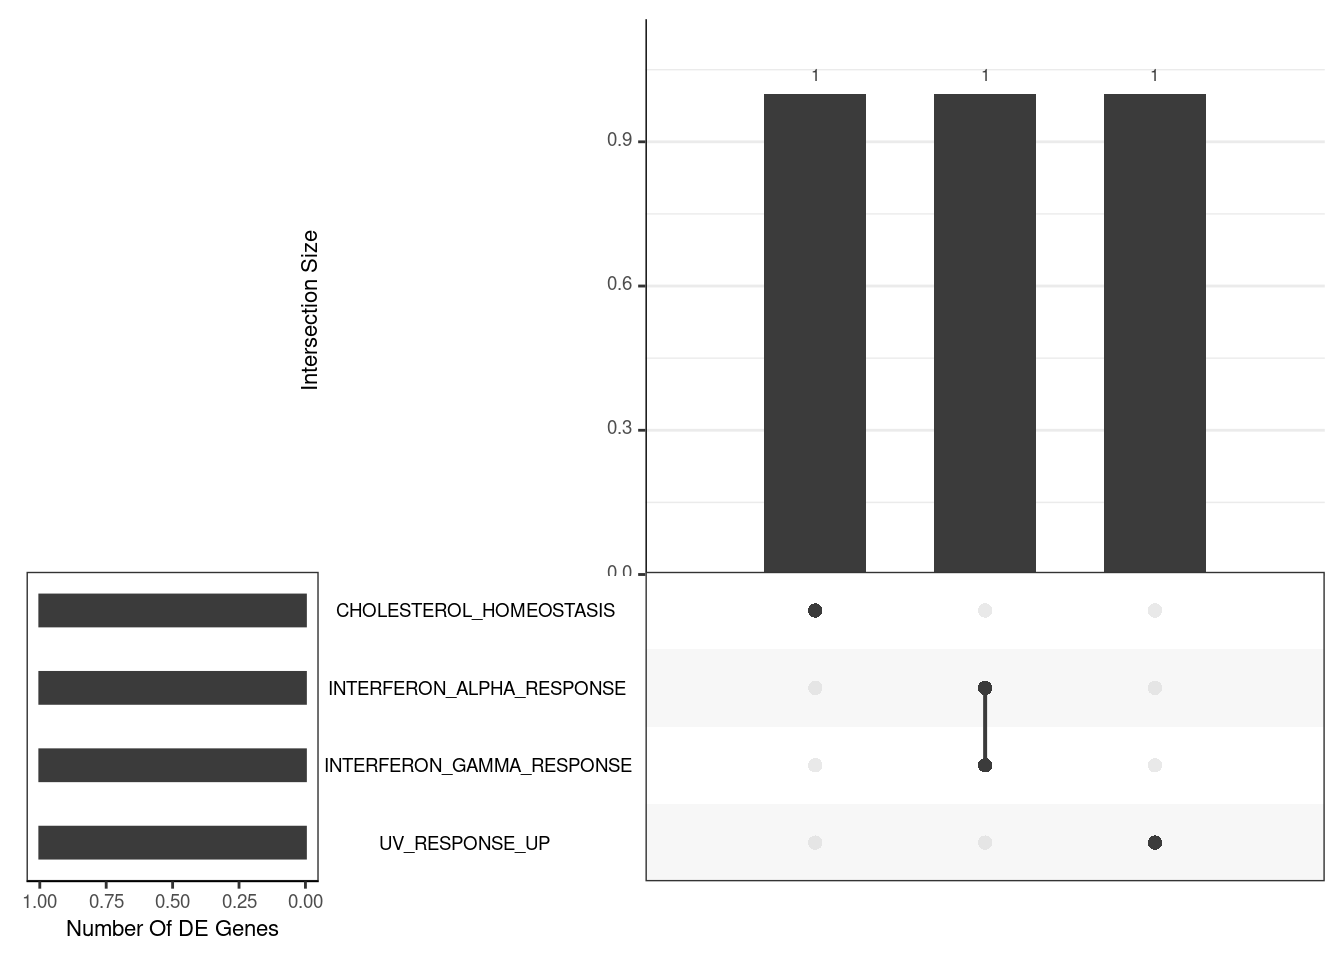 1 1 1
0.9
0.6
0.3
0.0
Intersection Size
CHOLESTEROL_HOMEOSTASIS
INTERFERON_ALPHA_RESPONSE
INTERFERON_GAMMA_RESPONSE
UV_RESPONSE_UP
1.00 0.75 0.50 0.25 0.00
Number Of DE Genes